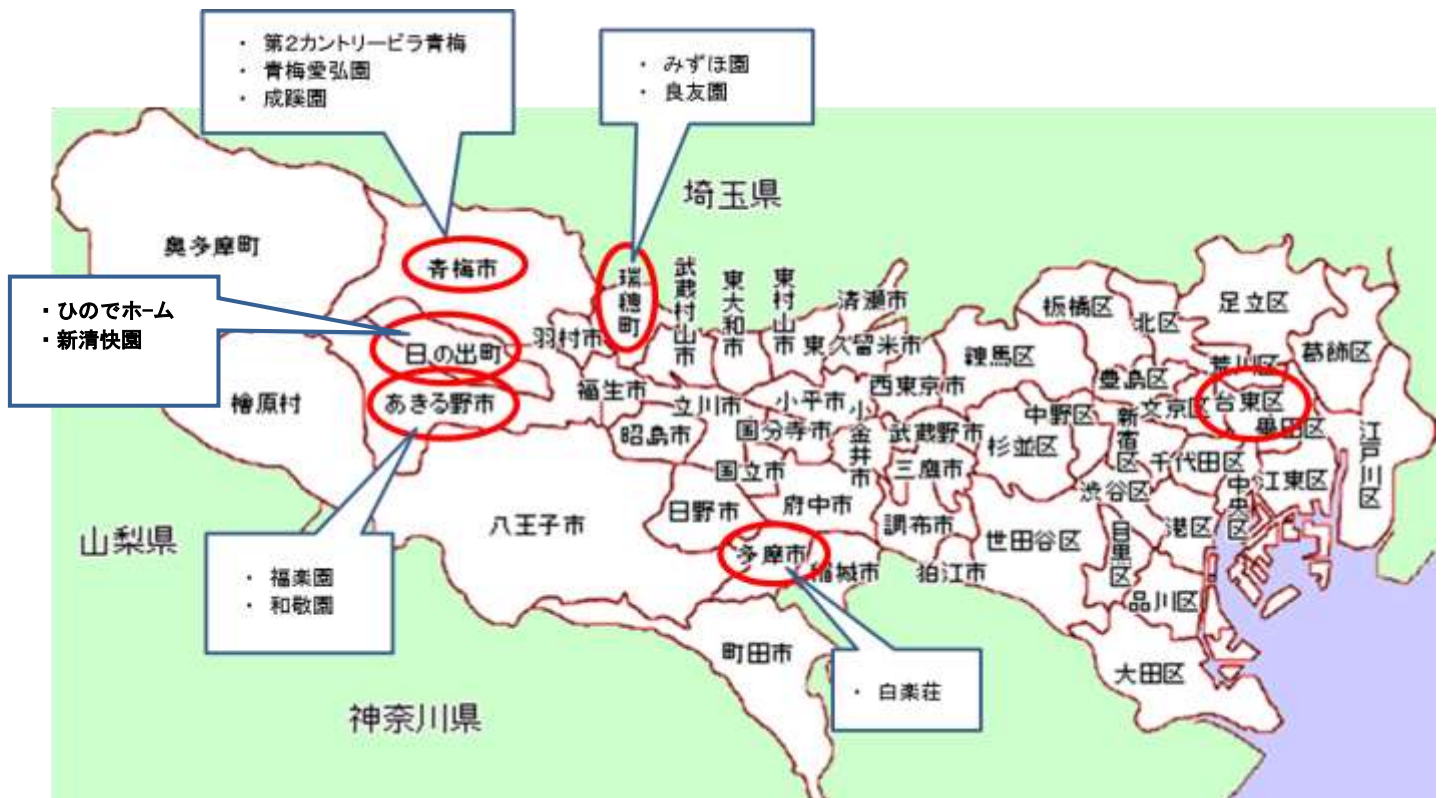 ・ 第2カントリービラ青梅
・ 青梅愛弘園
・ 成蹊園
・ みずほ園
・ 良友園
埼玉県
奥多摩町
青梅市
瑞穂町
武蔵村山市
東大和市
東村山市
清瀬市
板橋区
北区
足立区
・ひのでホーム
・新清快園
日の出町
羽村市
東久留米市
練馬区
豊島区
荒川区
葛飾区
檜原村
あきる野市
福生市
立川市
小平市
西東京市
中野区
新宿区
文京区
台東区
墨田区
昭島市
国分寺市
小金井市
武蔵野市
杉並区
千代田区
江東区
江戸川区
国立市
三鷹市
渋谷区
中央区
山梨県
八王子市
日野市
府中市
調布市
世田谷区
目黒区
港区
多摩市
稲城市
狛江市
品川区
・ 福楽園
・ 和敬園
町田市
・ 白楽荘
大田区
神奈川県